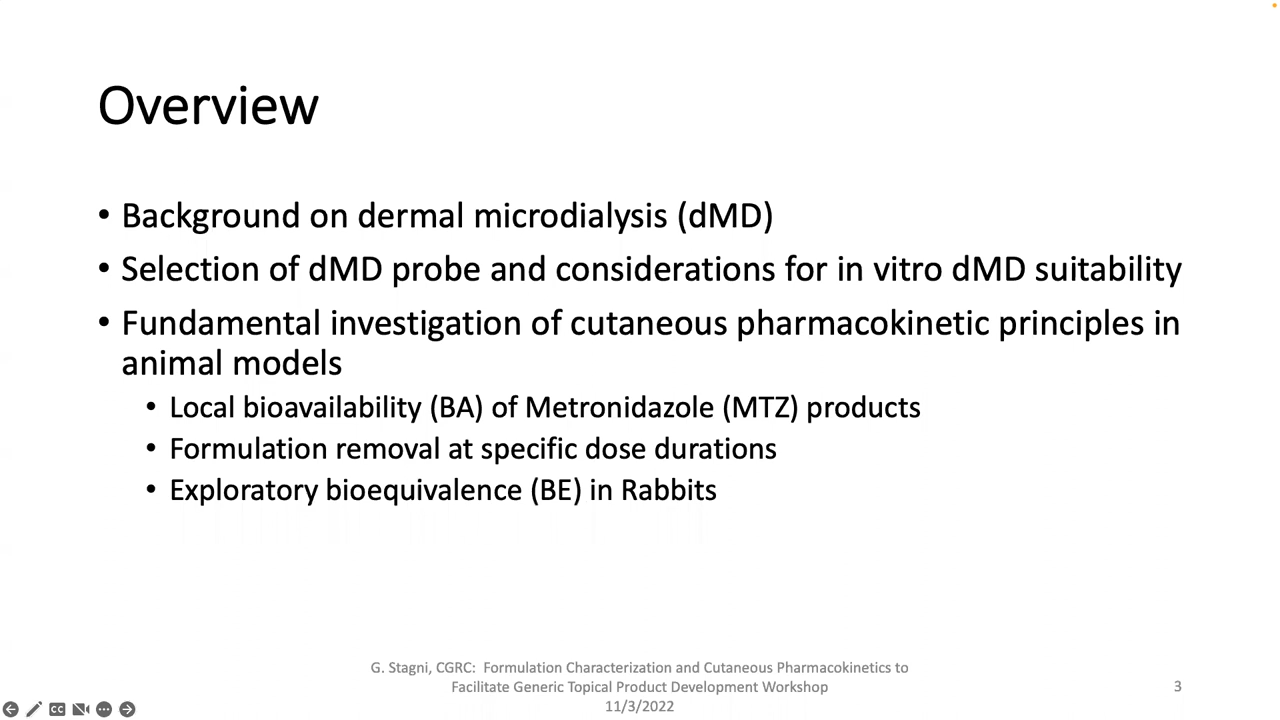 Overview
• Background on dermal microdialysis (dMD)
• Selection of dMD probe and considerations for in vitro dMD suitability
• Fundamental investigation of cutaneous pharmacokinetic principles in
animal models
• Local bioavailability (BA) of Metronidazole (MTZ) products
• Formulation removal at specific dose durations
• Exploratory bioequivalence (BE) in Rabbits
G. Stagni, CGRC: Formulation Characterization and Cutaneous Pharmacokinetics to
Facilitate Generic Topical Product Development Workshop
11/3/2022
3
CC